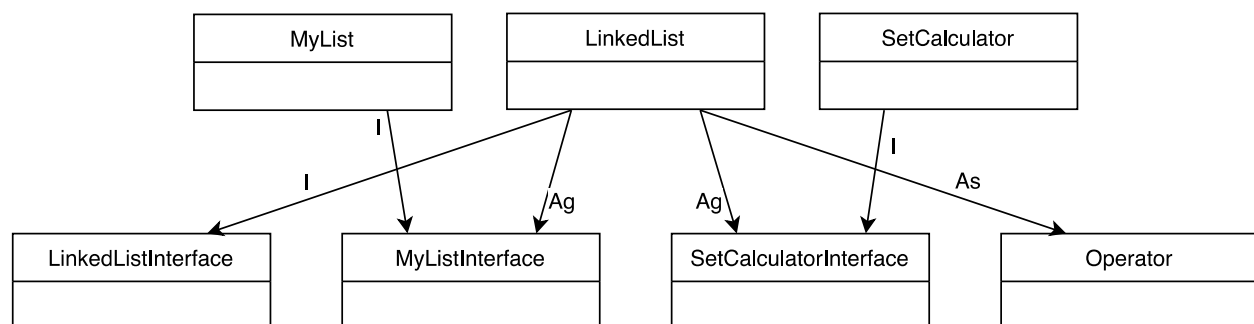 MyList
LinkedList
SetCalculator
I
I
I
As
Ag
Ag
LinkedListInterface
MyListInterface
SetCalculatorInterface
Operator